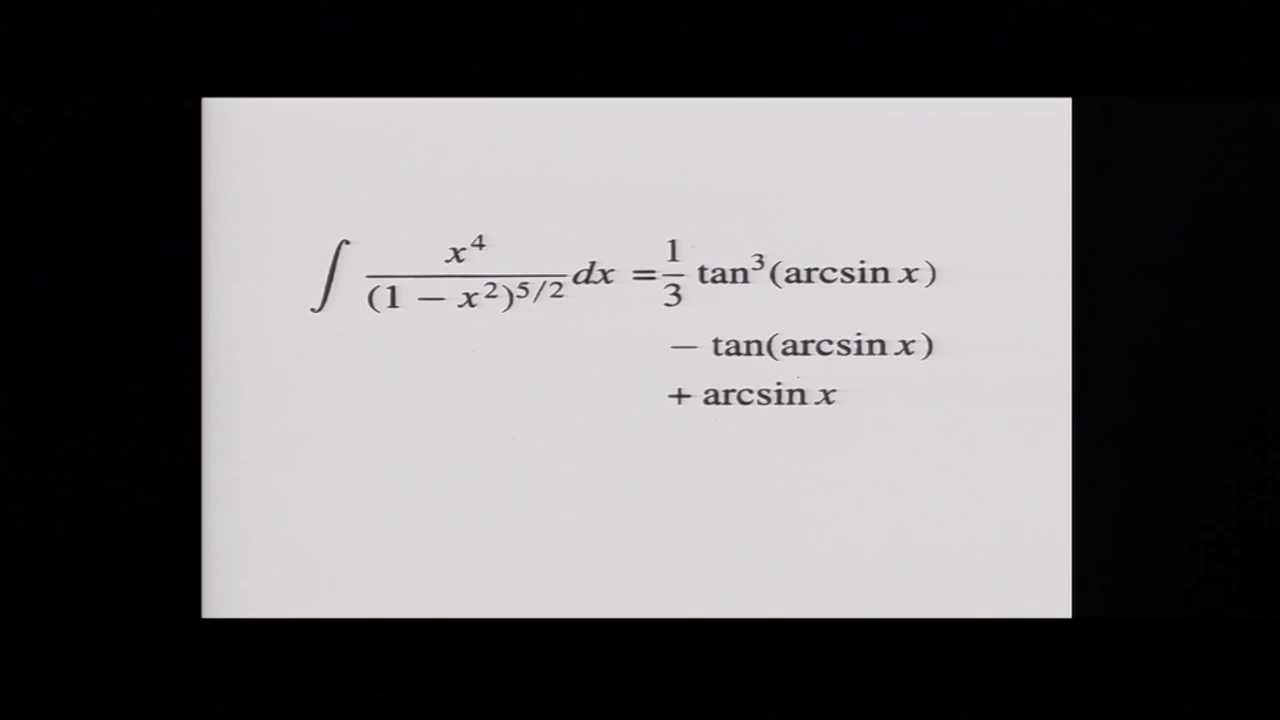 ∫ x⁴/(1 − x²)^{5/2} dx = 1/3 tan³(arcsin x)
− tan(arcsin x)
+ arcsin x